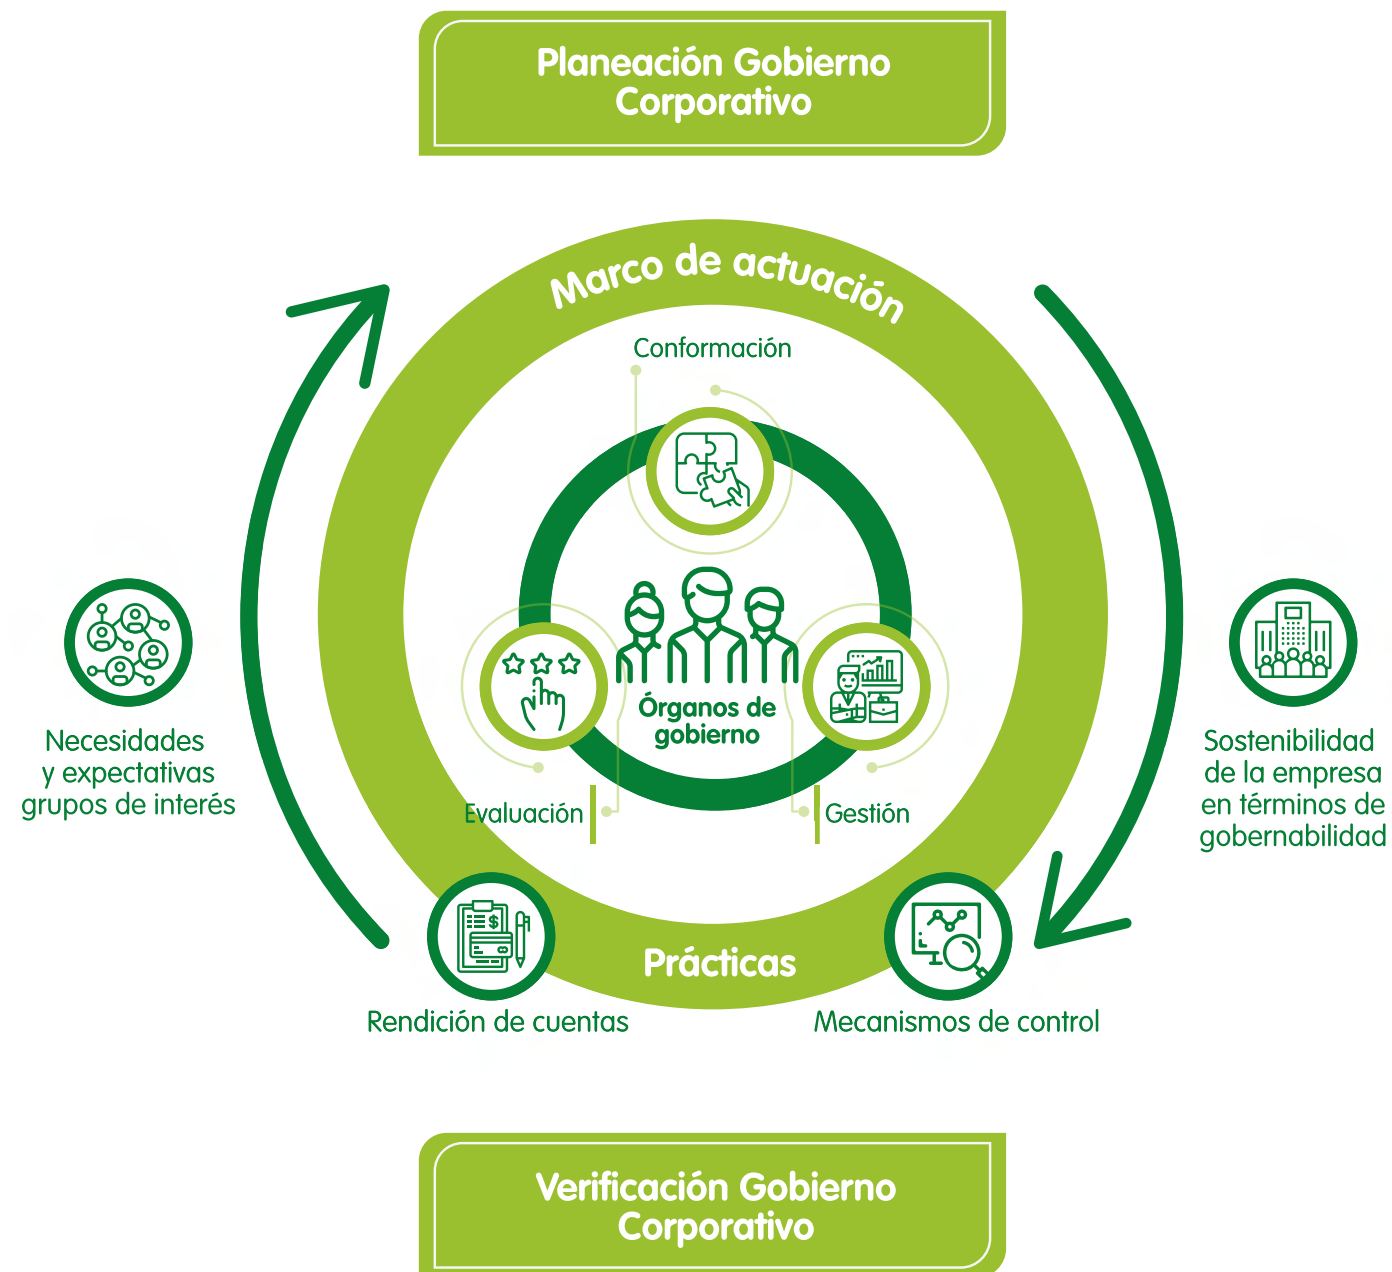 Planeación Gobierno
Corporativo
Marco de actuación
Conformación
Órganos de
gobierno
Evaluación
Gestión
Necesidades
y expectativas
grupos de interés
Sostenibilidad
de la empresa
en términos de
gobernabilidad
Prácticas
Rendición de cuentas
Mecanismos de control
Verificación Gobierno
Corporativo